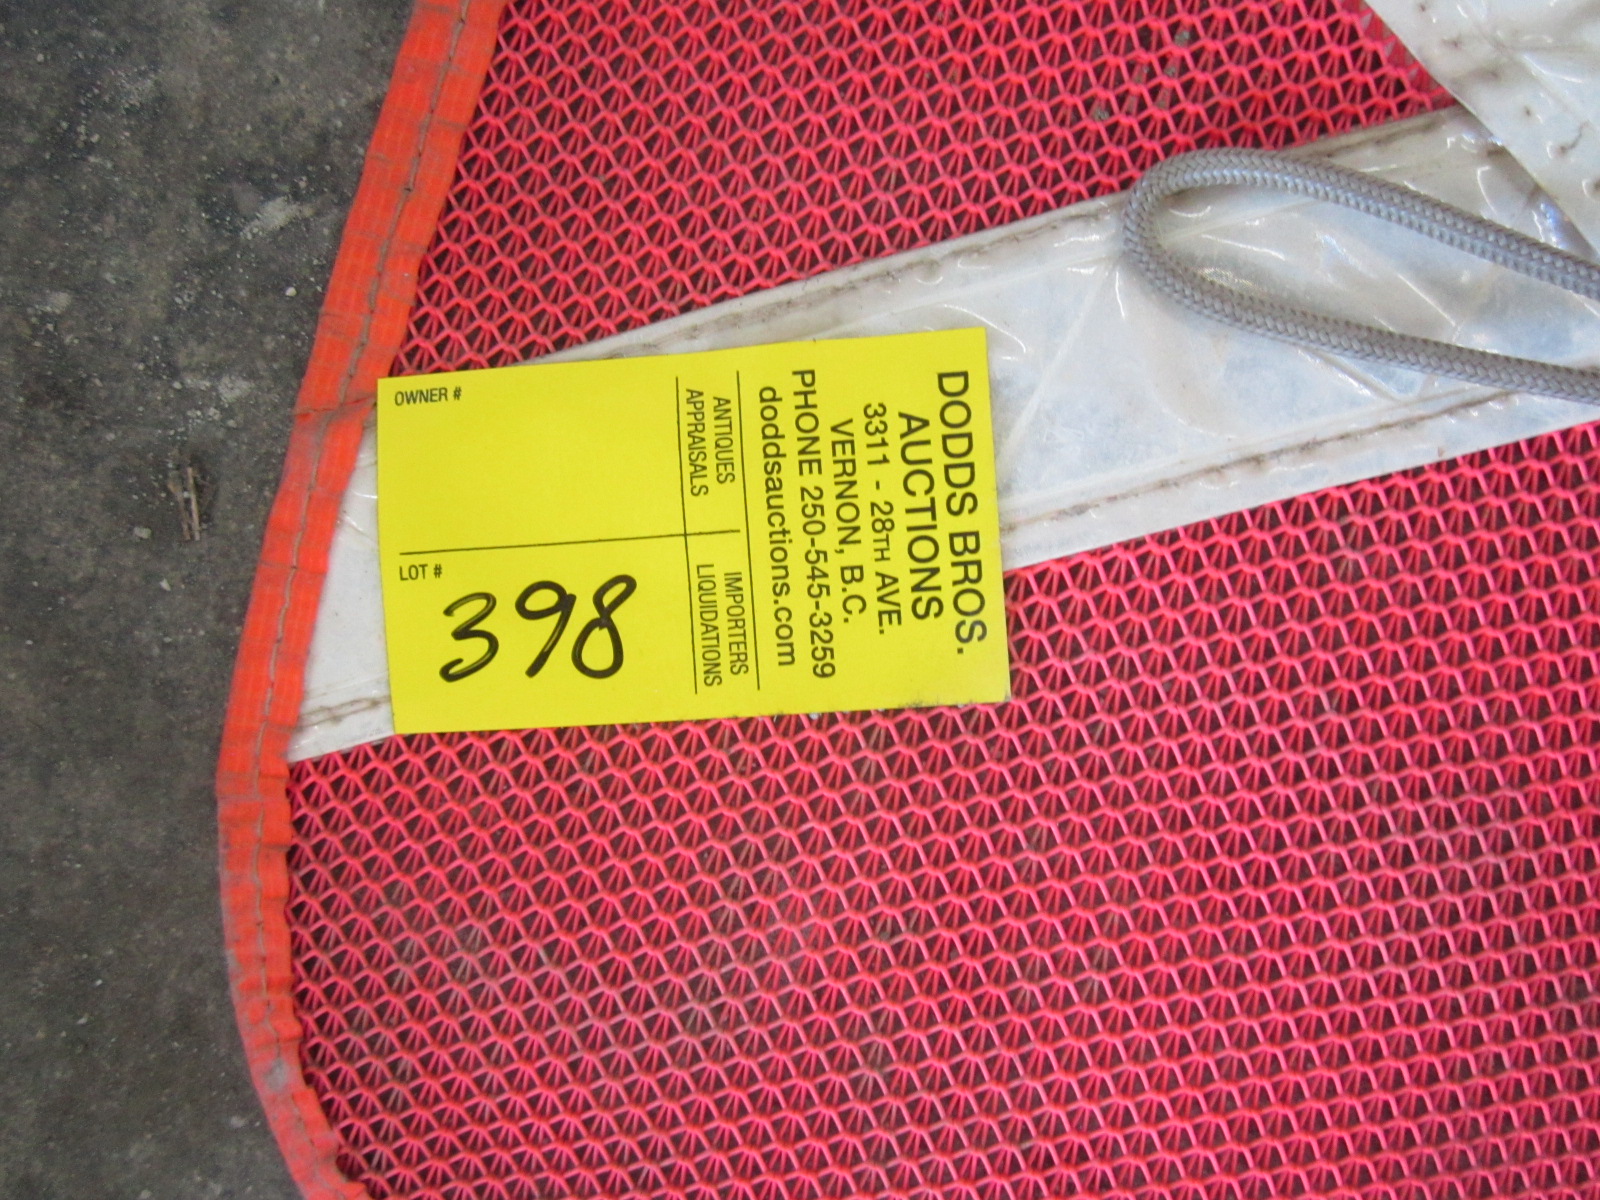 DODDS BROS.
AUCTIONS
3311 - 28TH AVE.
VERNON, B.C.
PHONE 250-545-3259
doddsauctions.com
ANTIQUES
APPRAISALS
IMPORTERS
LIQUIDATIONS
OWNER #
LOT #
398